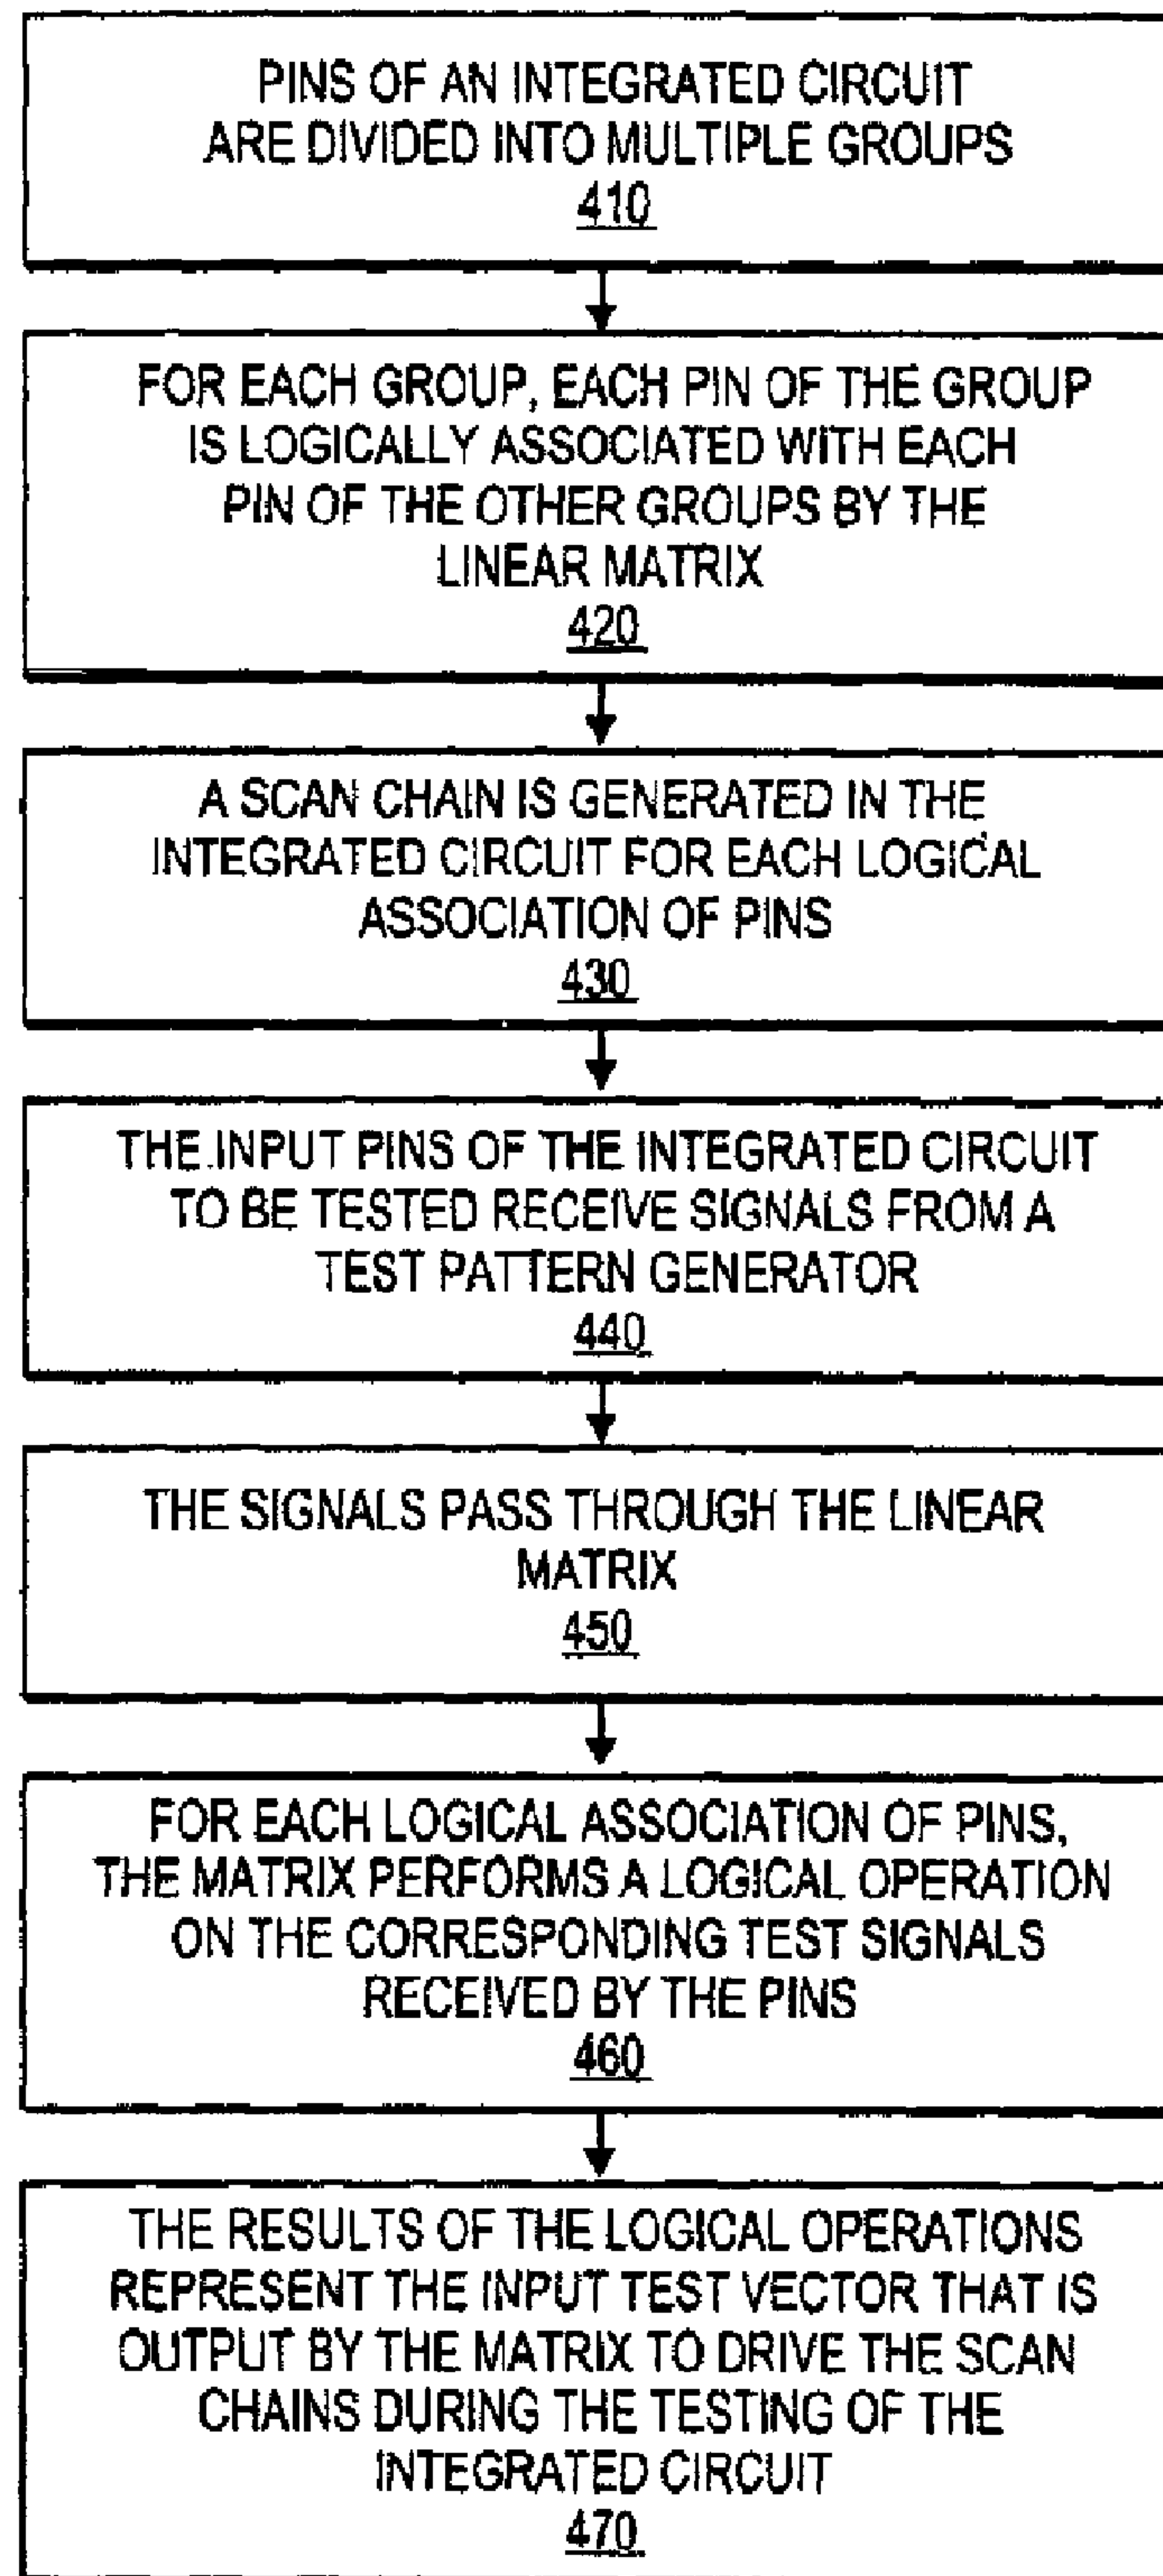 PINS OF AN INTEGRATED CIRCUIT
ARE DIVIDED INTO MULTIPLE GROUPS
410
FOR EACH GROUP, EACH PIN OF THE GROUP
IS LOGICALLY ASSOCIATED WITH EACH
PIN OF THE OTHER GROUPS BY THE
LINEAR MATRIX
420
A SCAN CHAIN IS GENERATED IN THE
INTEGRATED CIRCUIT FOR EACH LOGICAL
ASSOCIATION OF PINS
430
THE INPUT PINS OF THE INTEGRATED CIRCUIT
TO BE TESTED RECEIVE SIGNALS FROM A
TEST PATTERN GENERATOR
440
THE SIGNALS PASS THROUGH THE LINEAR
MATRIX
450
FOR EACH LOGICAL ASSOCIATION OF PINS,
THE MATRIX PERFORMS A LOGICAL OPERATION
ON THE CORRESPONDING TEST SIGNALS
RECEIVED BY THE PINS
460
THE RESULTS OF THE LOGICAL OPERATIONS
REPRESENT THE INPUT TEST VECTOR THAT IS
OUTPUT BY THE MATRIX TO DRIVE THE SCAN
CHAINS DURING THE TESTING OF THE
INTEGRATED CIRCUIT
470